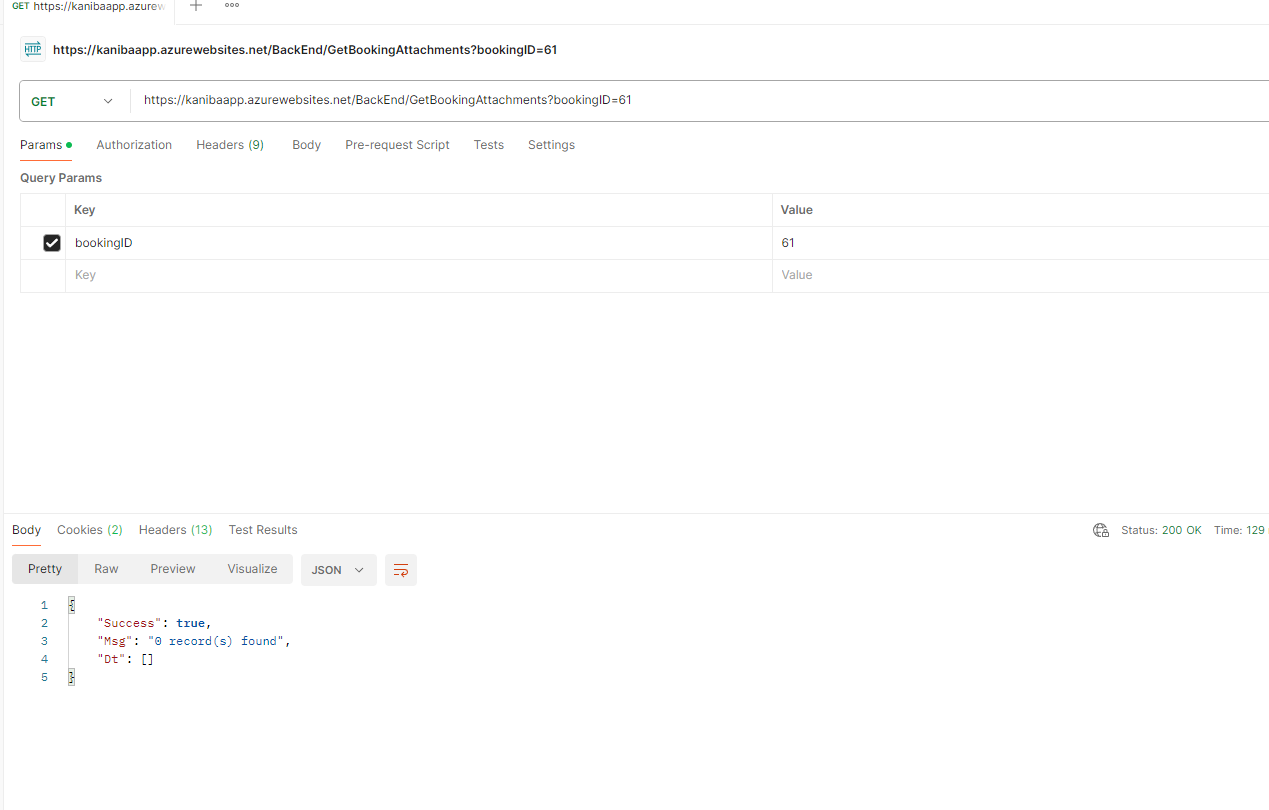 GET https://kanibaapp.azurew
HTTP https://kanibaapp.azurewebsites.net/BackEnd/GetBookingAttachments?bookingID=61
GET https://kanibaapp.azurewebsites.net/BackEnd/GetBookingAttachments?bookingID=61
Params Authorization Headers (9) Body Pre-request Script Tests Settings
Query Params
Key Value
bookingID 61
Key Value
Body Cookies (2) Headers (13) Test Results Status: 200 OK Time: 129
Pretty Raw Preview Visualize JSON
1 {
2 "Success": true,
3 "Msg": "0 record(s) found",
4 "Dt": []
5 }